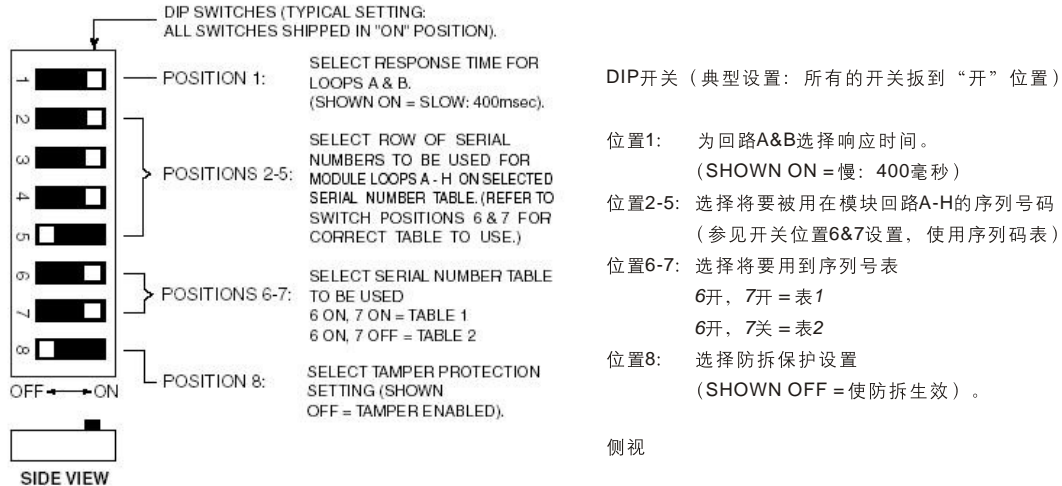 DIP SWITCHES (TYPICAL SETTING:
ALL SWITCHES SHIPPED IN "ON" POSITION).
1
2
3
4
5
6
7
8
OFF ON
POSITION 1:
SELECT RESPONSE TIME FOR
LOOPS A & B.
(SHOWN ON = SLOW: 400msec).
POSITIONS 2-5:
SELECT ROW OF SERIAL
NUMBERS TO BE USED FOR
MODULE LOOPS A - H ON SELECTED
SERIAL NUMBER TABLE. (REFER TO
SWITCH POSITIONS 6 & 7 FOR
CORRECT TABLE TO USE.)
POSITIONS 6-7:
SELECT SERIAL NUMBER TABLE
TO BE USED
6 ON, 7 ON = TABLE 1
6 ON, 7 OFF = TABLE 2
POSITION 8:
SELECT TAMPER PROTECTION
SETTING (SHOWN
OFF = TAMPER ENABLED).
SIDE VIEW
DIP开关（典型设置：所有的开关扳到“开”位置）
位置1: 为回路A&B选择响应时间。
（SHOWN ON =慢：400毫秒）
位置2-5: 选择将要被用在模块回路A-H的序列号码
（参见开关位置6&7设置，使用序列码表）
位置6-7: 选择将要用到序列号表
6开，7开=表1
6开，7关=表2
位置8: 选择防拆保护设置
（SHOWN OFF =使防拆生效）。
侧视